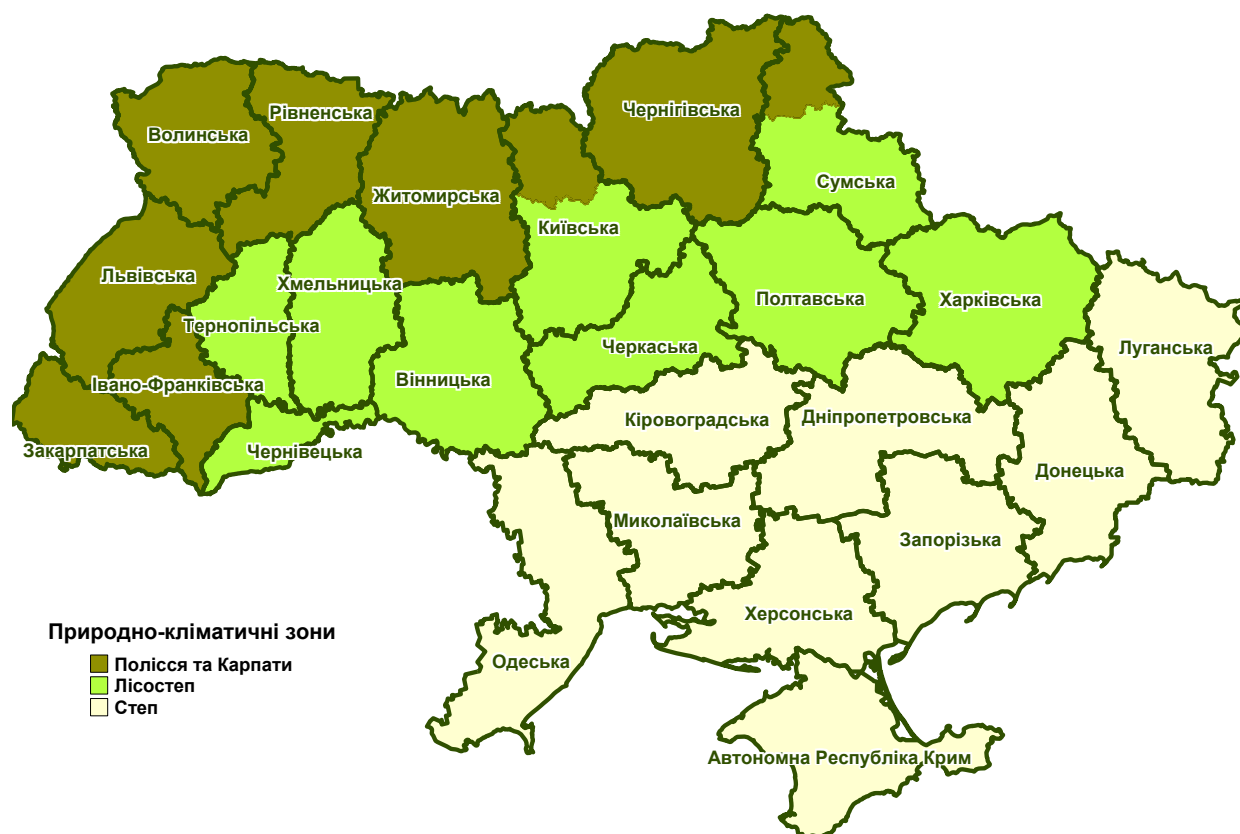 Чернігівська
Рівненська
Волинська
Сумська
Житомирська
Київська
Львівська
Хмельницька
Полтавська
Харківська
Тернопільська
Черкаська
Луганська
Вінницька
Івано-Франківська
Кіровоградська
Дніпропетровська
Закарпатська
Чернівецька
Донецька
Миколаївська
Запорізька
Херсонська
Одеська
Автономна Республіка Крим
Природно-кліматичні зони
Полісся та Карпати
Лісостеп
Степ